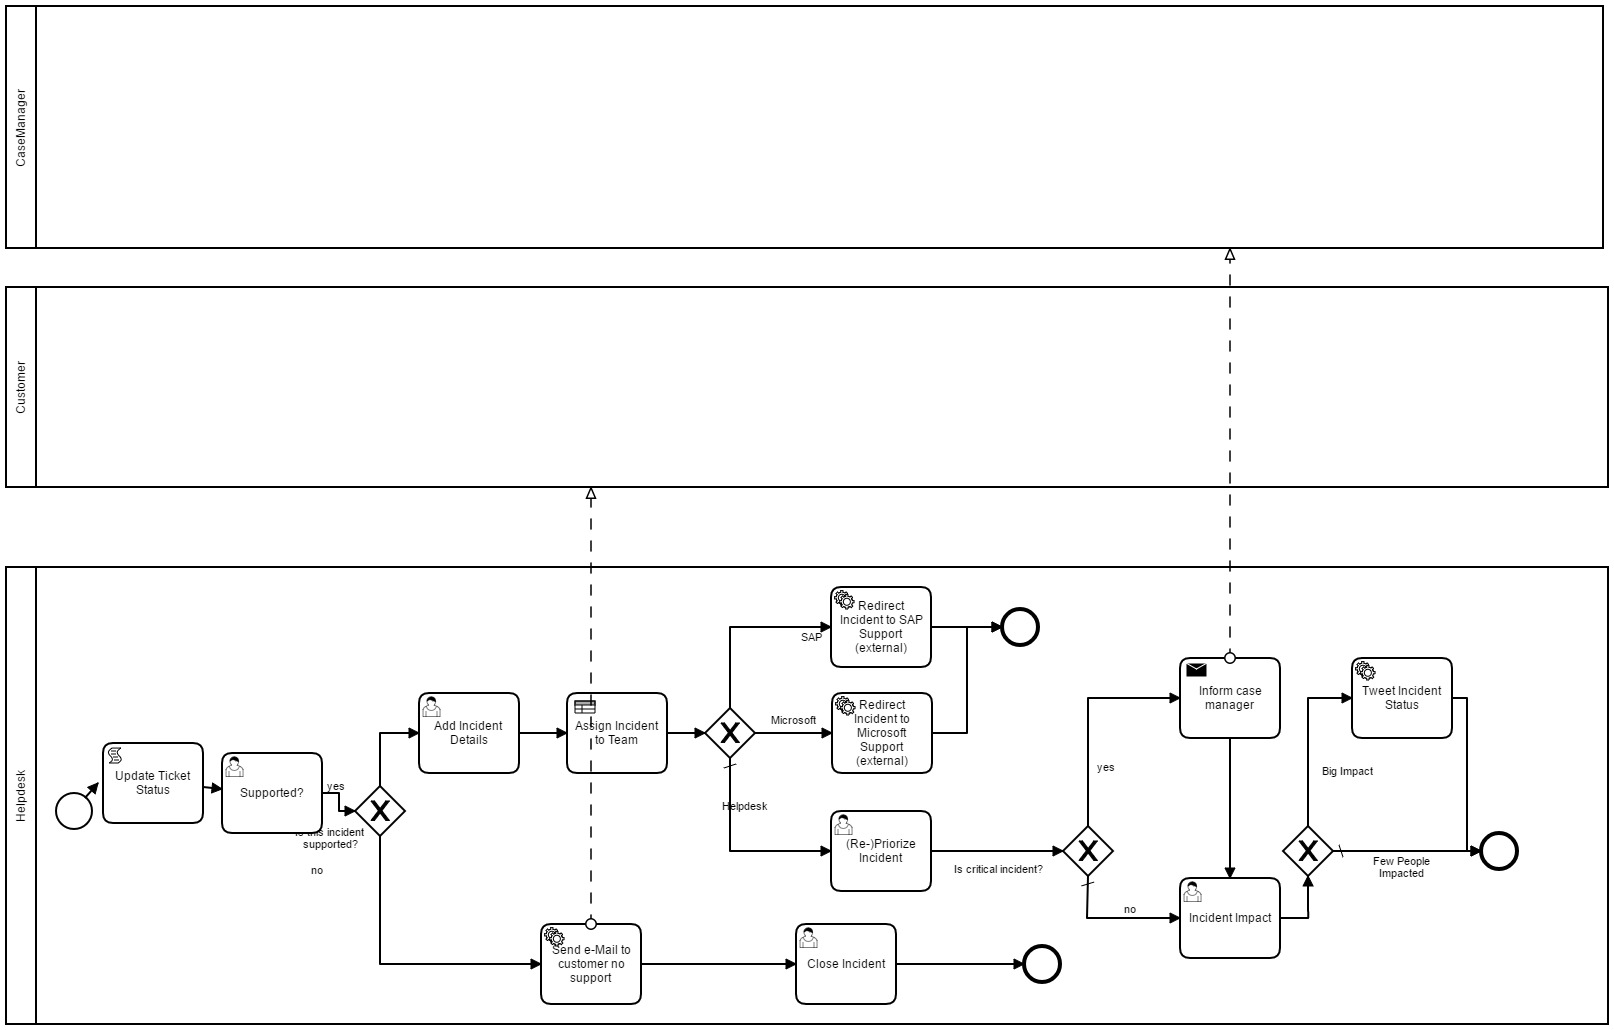 CaseManager
Customer
Helpdesk
Update Ticket
Status
Supported?
yes
Is this incident
supported?
no
Add Incident
Details
Assign Incident
to Team
SAP
Redirect
Incident to SAP
Support
(external)
Microsoft
Redirect
Incident to
Microsoft
Support
(external)
Helpdesk
(Re-)Priorize
Incident
Is critical incident?
yes
no
Inform case
manager
Incident Impact
Big Impact
Tweet Incident
Status
Few People
Impacted
Send e-Mail to
customer no
support
Close Incident